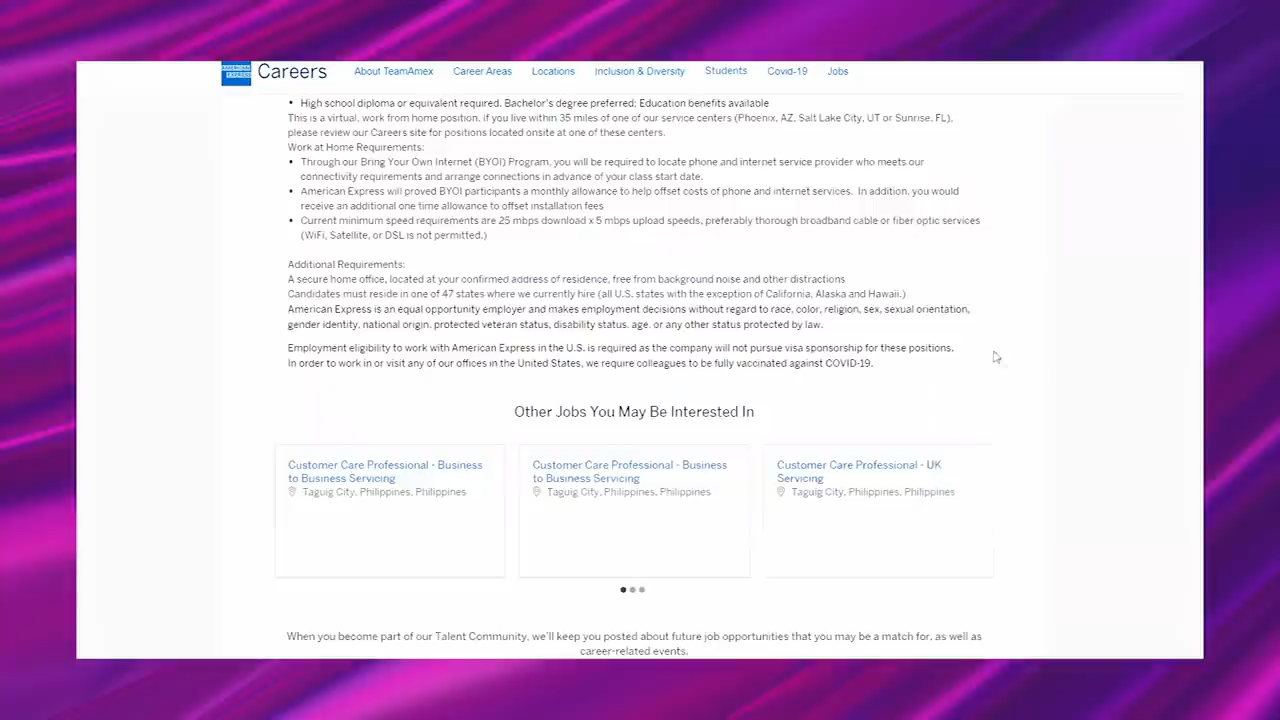 AMERICAN EXPRESS
Careers
About TeamAmex
Career Areas
Locations
Inclusion & Diversity
Students
Covid-19
Jobs
• High school diploma or equivalent required. Bachelor's degree preferred; Education benefits available
This is a virtual, work from home position, if you live within 35 miles of one of our service centers (Phoenix, AZ, Salt Lake City, UT or Sunrise, FL),
please review our Careers site for positions located onsite at one of these centers.
Work at Home Requirements:
• Through our Bring Your Own Internet (BYOI) Program, you will be required to locate phone and internet service provider who meets our
connectivity requirements and arrange connections in advance of your class start date.
• American Express will proved BYOI participants a monthly allowance to help offset costs of phone and internet services. In addition, you would
receive an additional one time allowance to offset installation fees
• Current minimum speed requirements are 25 mbps download x 5 mbps upload speeds, preferably thorough broadband cable or fiber optic services
(WiFi, Satellite, or DSL is not permitted.)
Additional Requirements:
A secure home office, located at your confirmed address of residence, free from background noise and other distractions
Candidates must reside in one of 47 states where we currently hire (all U.S. states with the exception of California, Alaska and Hawaii.)
American Express is an equal opportunity employer and makes employment decisions without regard to race, color, religion, sex, sexual orientation,
gender identity, national origin, protected veteran status, disability status, age, or any other status protected by law.
Employment eligibility to work with American Express in the U.S. is required as the company will not pursue visa sponsorship for these positions.
In order to work in or visit any of our offices in the United States, we require colleagues to be fully vaccinated against COVID-19.
Other Jobs You May Be Interested In
Customer Care Professional - Business
to Business Servicing
Taguig City, Philippines, Philippines
Customer Care Professional - Business
to Business Servicing
Taguig City, Philippines, Philippines
Customer Care Professional - UK
Servicing
Taguig City, Philippines, Philippines
When you become part of our Talent Community, we'll keep you posted about future job opportunities that you may be a match for, as well as
career-related events.